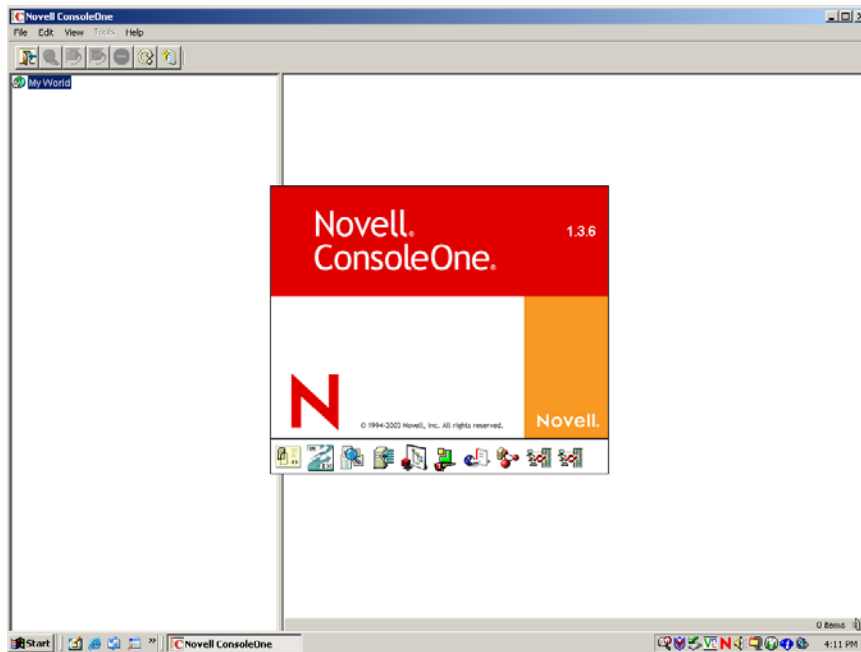 Novell ConsoleOne
File Edit View Tools Help
My World
Novell®
ConsoleOne®
1.3.6
N
© 1994-2003 Novell, Inc. All rights reserved.
Novell.
0 items
Start
Novell ConsoleOne
4:11 PM